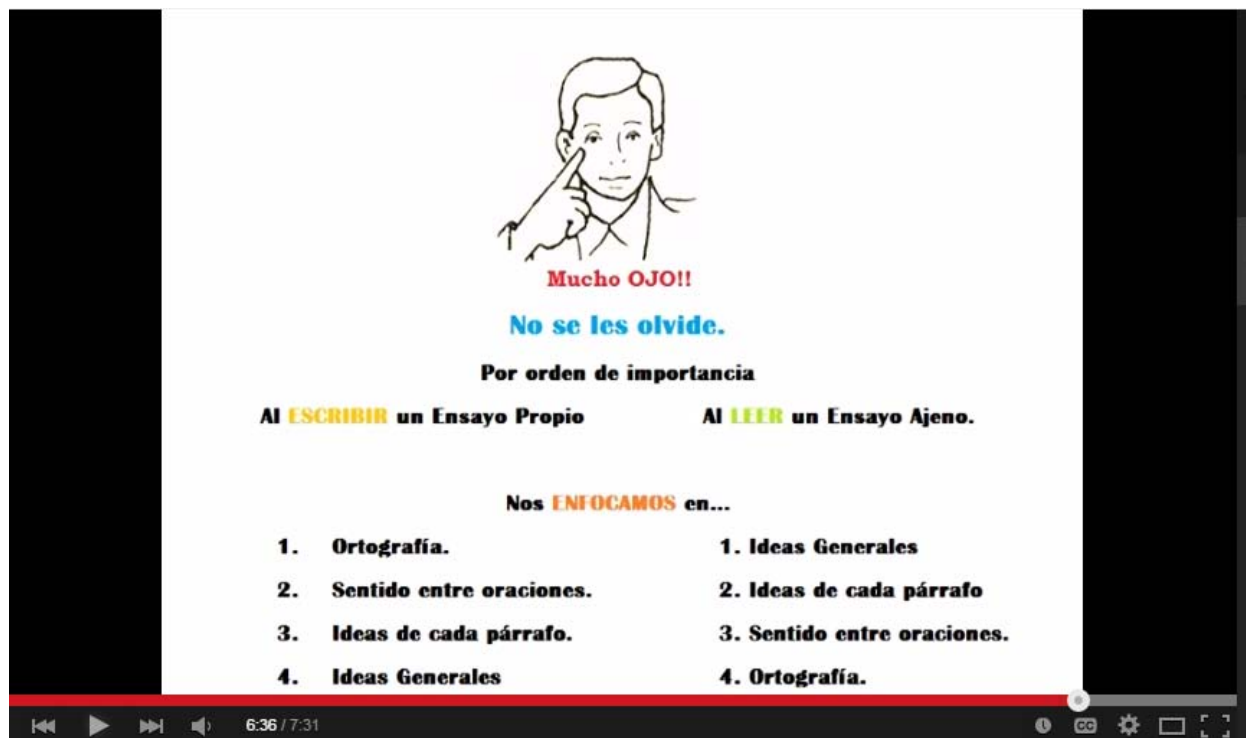 Mucho OJO!!
No se les olvide.
Por orden de importancia
Al ESCRIBIR un Ensayo Propio
Al LEER un Ensayo Ajeno.
Nos ENFOCAMOS en...
1. Ortografía.
2. Sentido entre oraciones.
3. Ideas de cada párrafo.
4. Ideas Generales
1. Ideas Generales
2. Ideas de cada párrafo
3. Sentido entre oraciones.
4. Ortografía.
6:36 / 7:31
CC